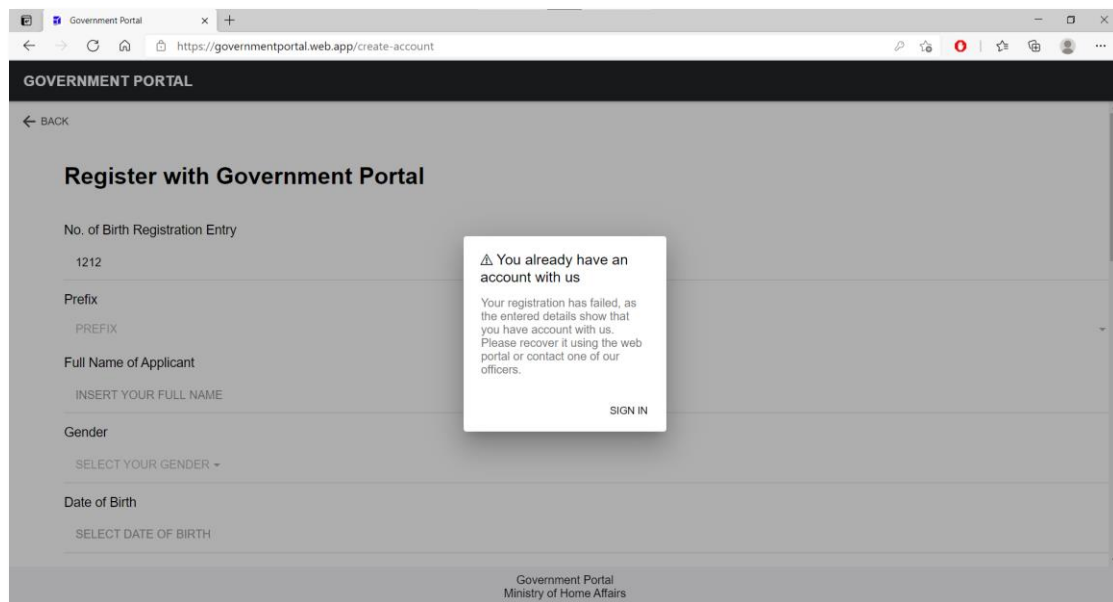 Government Portal
https://governmentportal.web.app/create-account
GOVERNMENT PORTAL
BACK
Register with Government Portal
No. of Birth Registration Entry
1212
Prefix
PREFIX
Full Name of Applicant
INSERT YOUR FULL NAME
Gender
SELECT YOUR GENDER
Date of Birth
SELECT DATE OF BIRTH
⚠ You already have an
account with us
Your registration has failed, as
the entered details show that
you have account with us.
Please recover it using the web
portal or contact one of our
officers.
SIGN IN
Government Portal
Ministry of Home Affairs